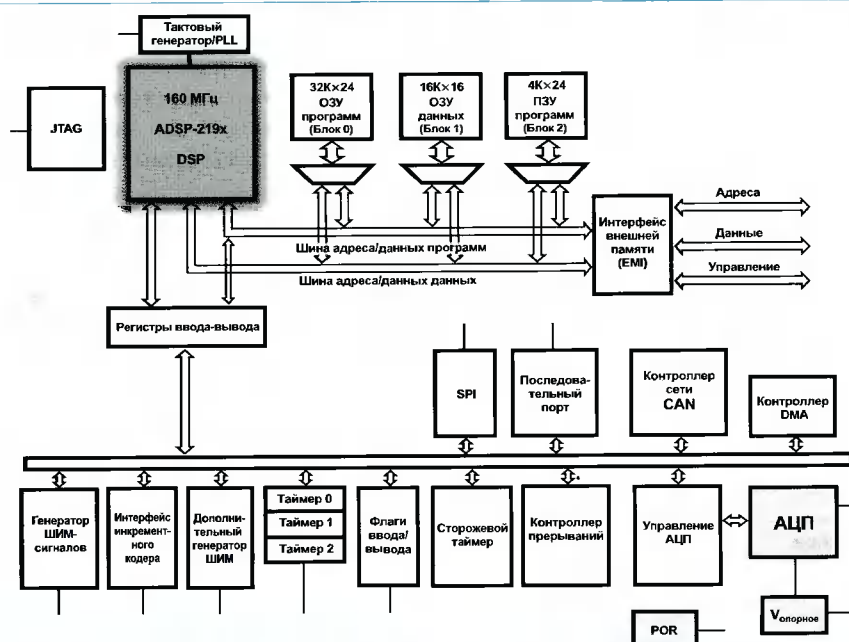 Тактовый
генератор/PLL
JTAG
160 МГц
ADSP-219x
DSP
32K×24
ОЗУ
программ
(Блок 0)
16K×16
ОЗУ
данных
(Блок 1)
4K×24
ПЗУ
программ
(Блок 2)
Шина адреса/данных программ
Шина адреса/данных данных
Интерфейс
внешней
памяти
(EMI)
Адреса
Данные
Управление
Регистры ввода-вывода
SPI
Последова-
тельный
порт
Контроллер
сети
CAN
Контроллер
DMA
Генератор
ШИМ-
сигналов
Интерфейс
инкремент-
ного
кодера
Дополни-
тельный
генератор
ШИМ
Таймер 0
Таймер 1
Таймер 2
Флаги
ввода/
вывода
Сторожевой
таймер
Контроллер
прерываний
Управление
АЦП
АЦП
Vопорное
POR